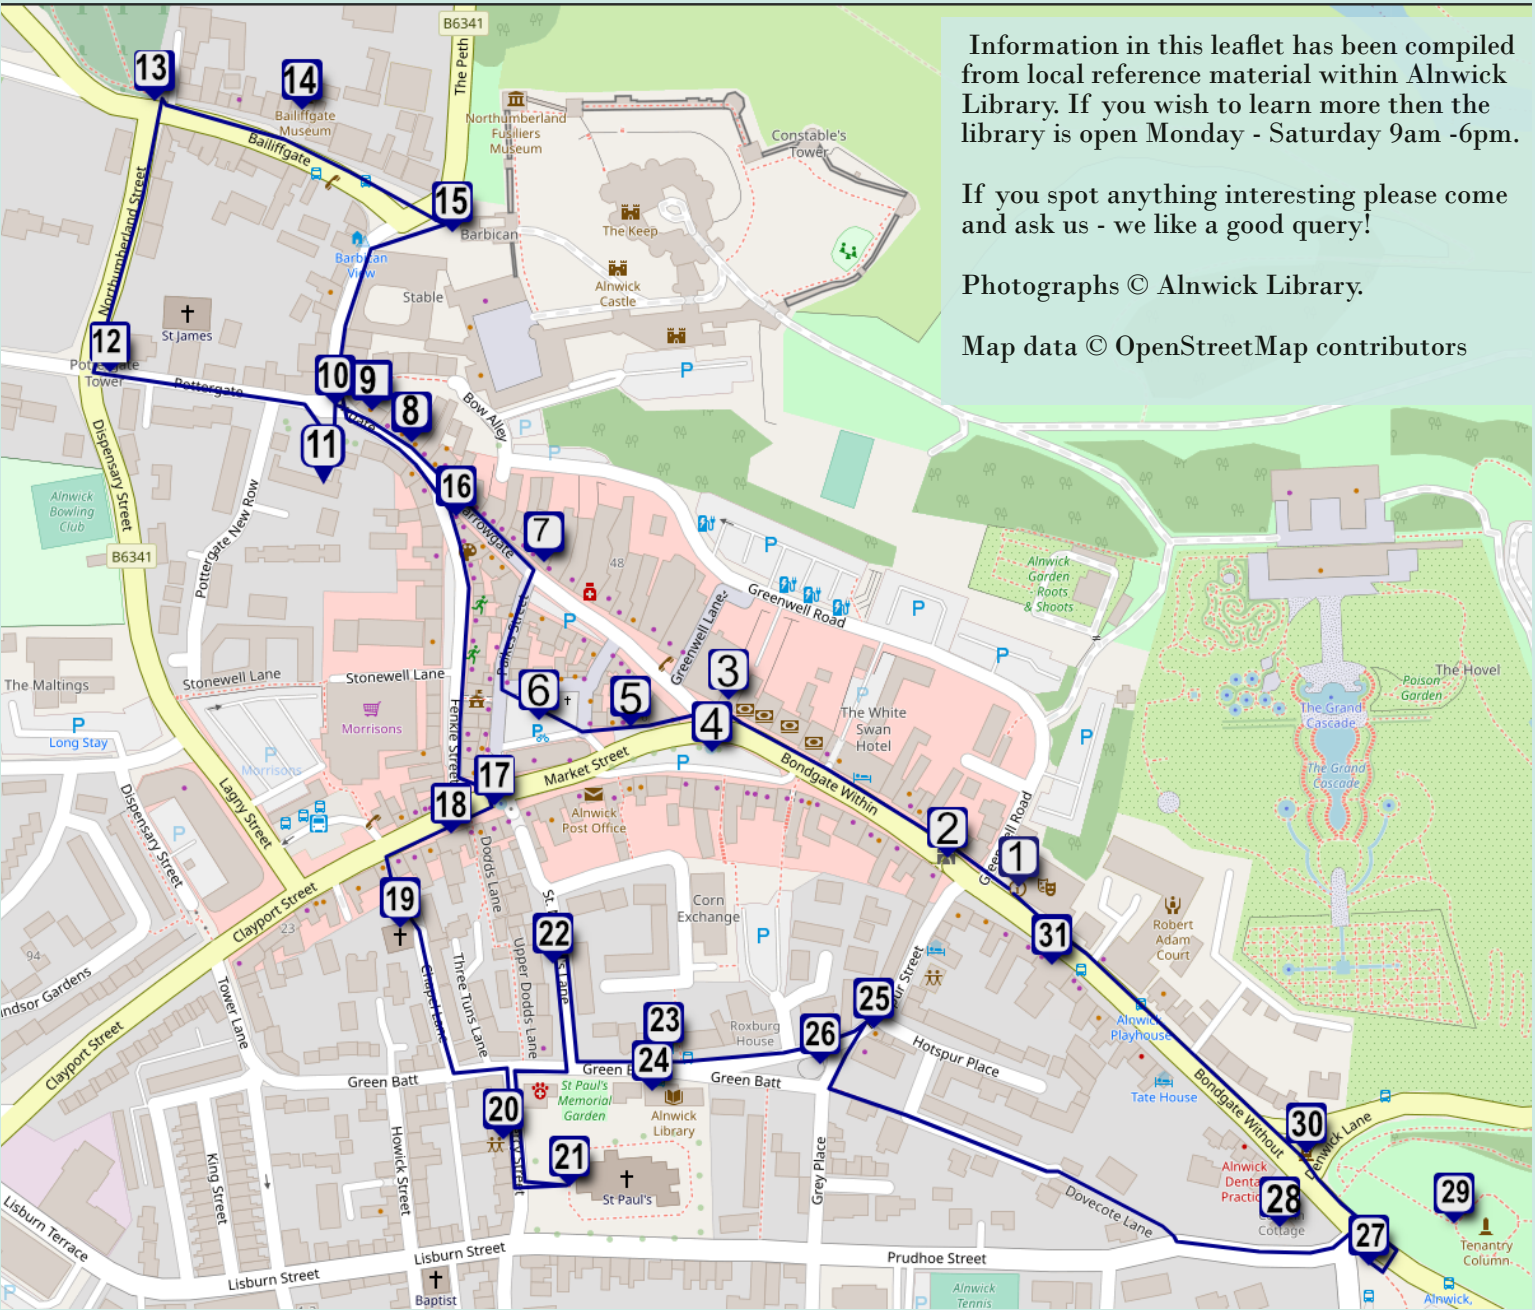 Information in this leaflet has been compiled
from local reference material within Alnwick
Library. If you wish to learn more then the
library is open Monday - Saturday 9am -6pm.
If you spot anything interesting please come
and ask us - we like a good query!
Photographs © Alnwick Library.
Map data © OpenStreetMap contributors
B6341
The Peth
13
14
Bailiffgate
Museum
Bailiffgate
Northumberland
Fusiliers
Museum
Constable's
Tower
15
Barbican
The Keep
Alnwick
Castle
Barbican
View
Stable
Northumberland Street
St James
12
Pottergate
Tower
Pottergate
10
9
8
11
Bow Alley
P
P
P
Dispensary Street
Alnwick
Bowling
Club
B6341
Pottergate New Row
16
7
48
P
Greenwell Road
P
P
P
Alnwick
Garden
Roots
& Shoots
P
Greenwell Lane
3
4
5
6
Stonewell Lane
Stonewell Lane
The Maltings
P
Long Stay
P
Morrisons
Morrisons
Fenkle Street
17
18
Market Street
P
P
Alnwick
Post Office
The White
Swan
Hotel
P
Bondgate Within
The Hovel
Poison
Garden
The Grand
Cascade
The Grand
Cascade
2
1
Lagny Street
Dispensary Street
P
Clayport Street
23
19
Dodds Lane
Corn
Exchange
P
22
Upper Dodds Lane
Three Tuns Lane
Chapel Lane
31
Robert
Adam
Court
94
Tower Lane
Clayport Street
25
26
23
24
Roxburg
House
Green Batt
Green Batt
Hotspur Place
Alnwick
Playhouse
Tate House
Bondgate Without
St Paul's
Memorial
Garden
Alnwick
Library
20
21
St Paul's
Howick Street
King Street
Grey Place
Dovecote Lane
30
Alnwick
28
Cottage
27
29
Tenantry
Column
Lisburn Terrace
Lisburn Street
Lisburn Street
Prudhoe Street
Baptist
P
P
Alnwick
Tennis
Alnwick,